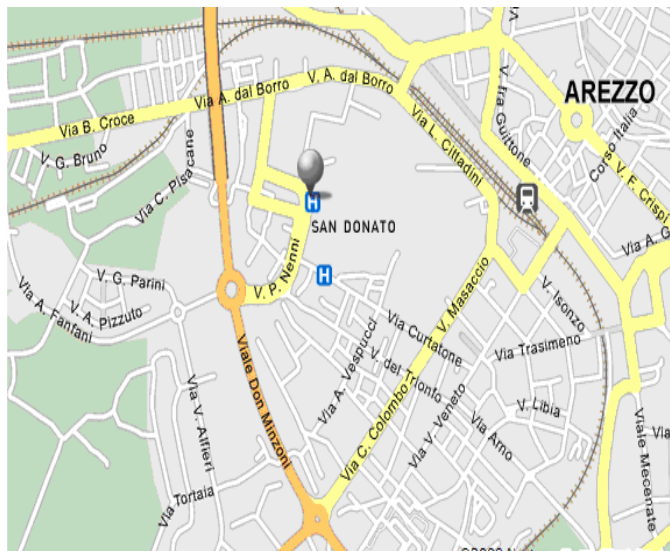 V. A. dal Borro
Via A. dal Borro
AREZZO
Via B. Croce
V. fra Guittone
Via L. Cittadini
Corso Italia
V. G. Bruno
Via C. Pisacane
V. F. Crispi
H
SAN DONATO
Via A. G
V. P. Nenni
H
V. G. Parini
V. Masaccio
V. Isonzo
Via A. Fanfani
V. A. Pizzuto
Via Curtatone
Via Trasimeno
Viale Don Minzoni
Via A. Vespucci
V. del Trionfo
Via V. Alfieri
Via C. Colombo
Via V. Veneto
V. Libia
Via Arno
Via
Viale Mecenate
Via Tortaia